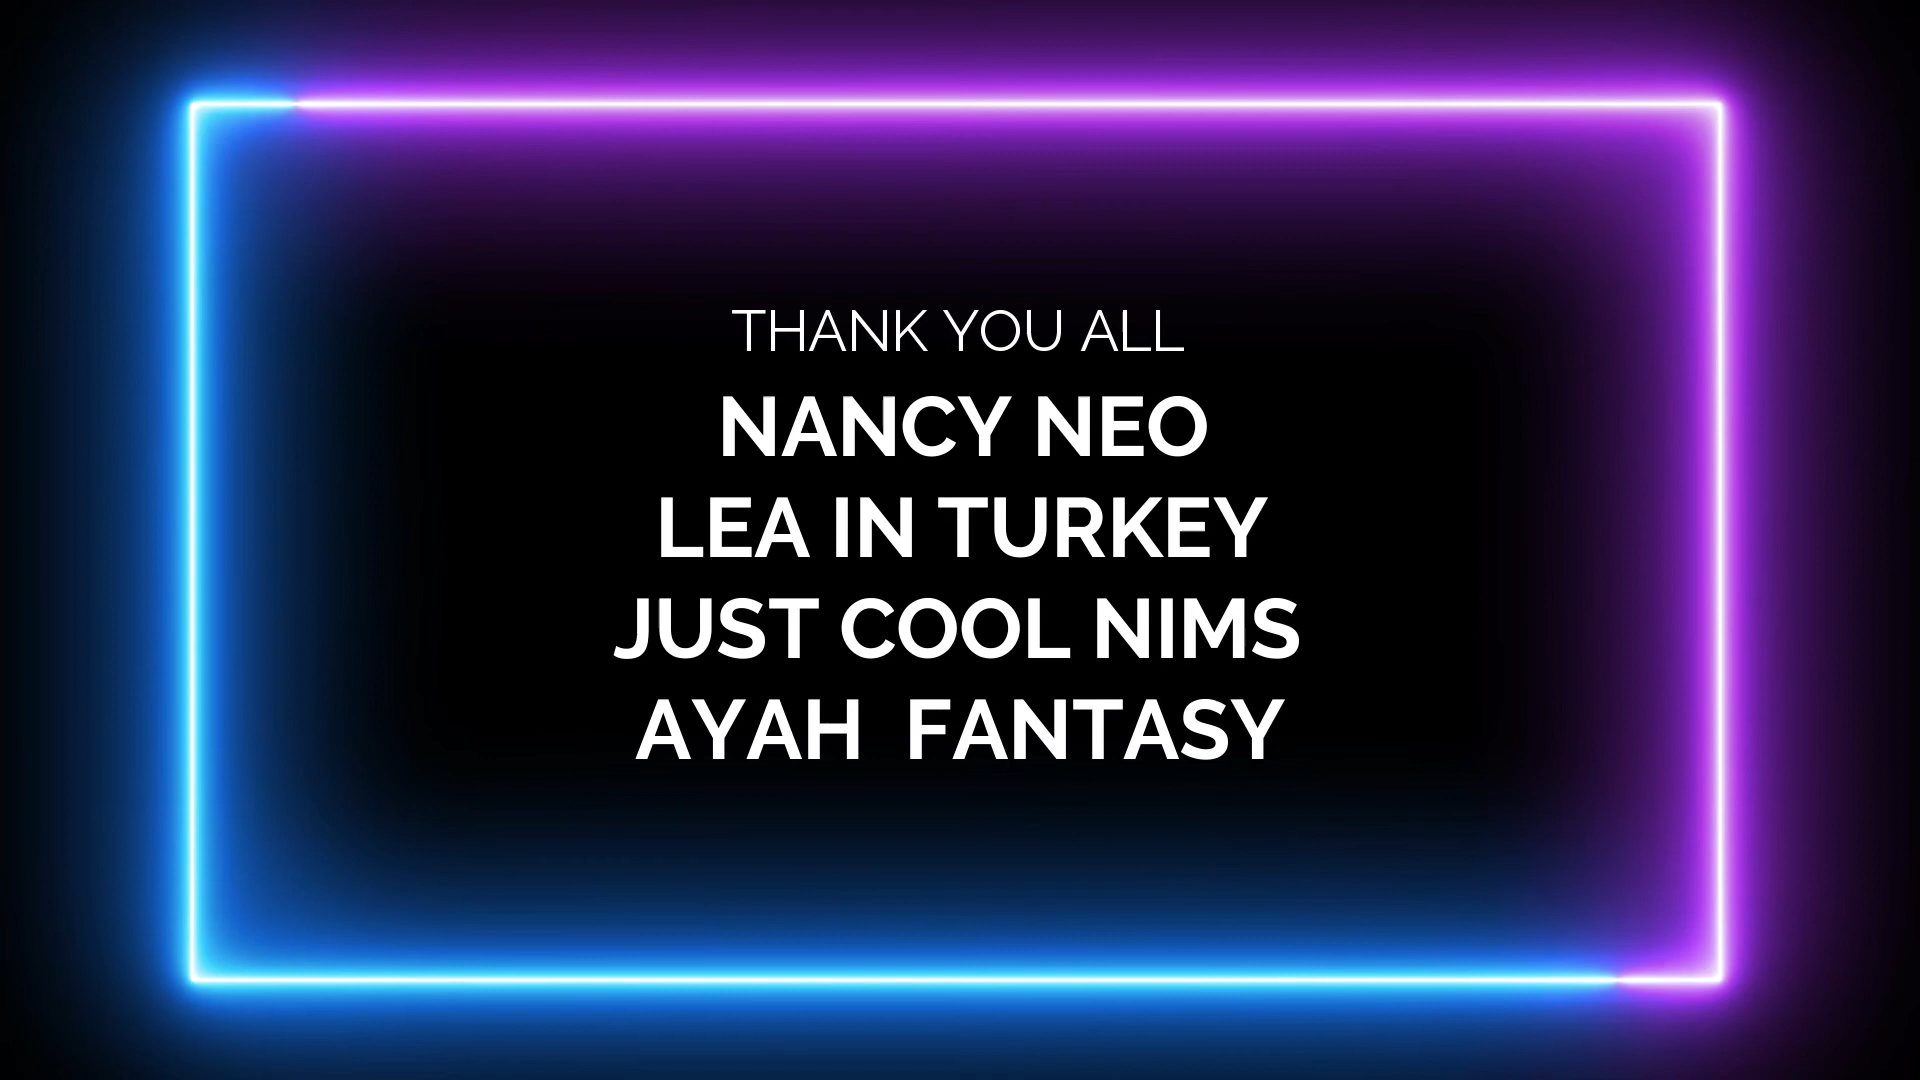 THANK YOU ALL
NANCY NEO
LEA IN TURKEY
JUST COOL NIMS
AYAH  FANTASY